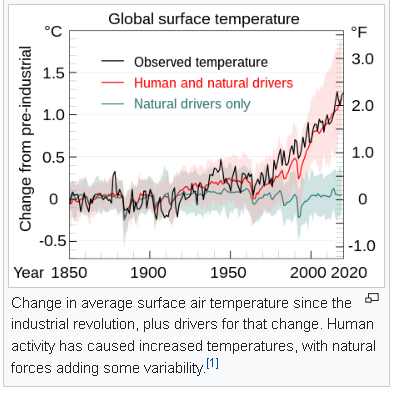 Global surface temperature
°C
°F
Observed temperature
Human and natural drivers
Natural drivers only
Change from pre-industrial
1.5
1.0
0.5
0
-0.5
3.0
2.0
1.0
0
-1.0
Year 1850 1900 1950 2000 2020
Change in average surface air temperature since the
industrial revolution, plus drivers for that change. Human
activity has caused increased temperatures, with natural
forces adding some variability.[1]